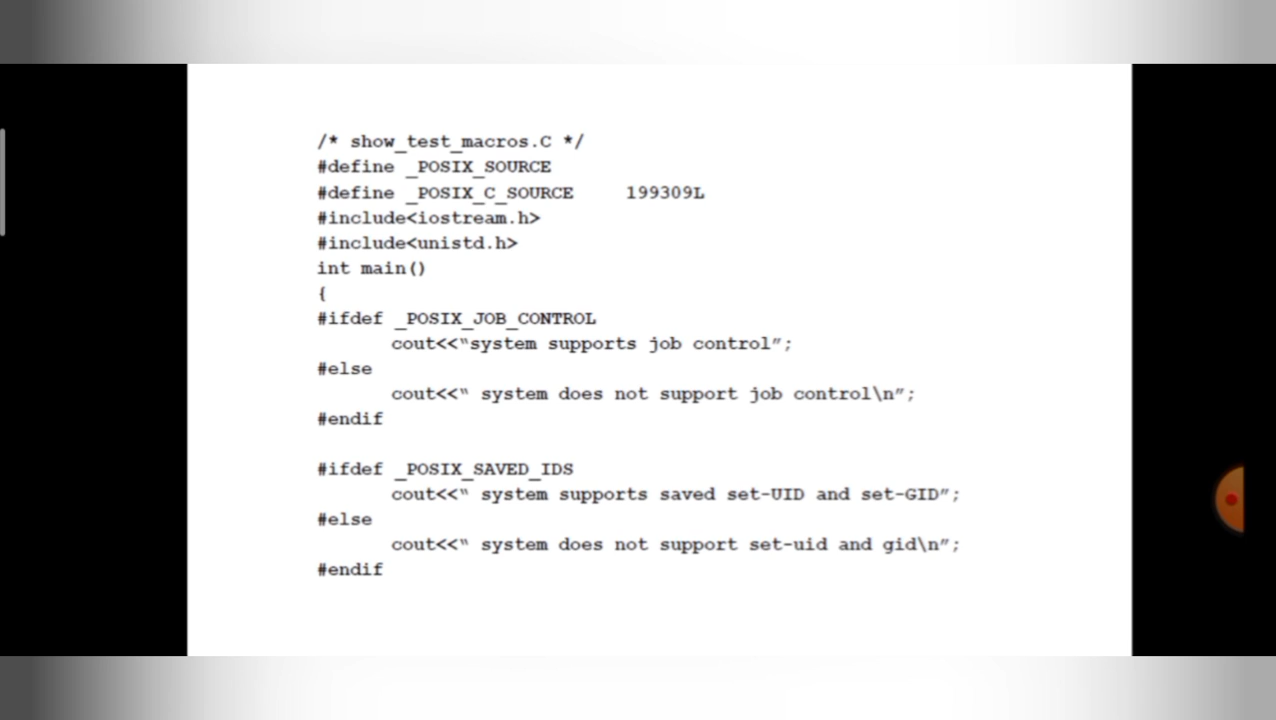 /* show_test_macros.C */
#define _POSIX_SOURCE
#define _POSIX_C_SOURCE 199309L
#include<iostream.h>
#include<unistd.h>
int main()
{
#ifdef _POSIX_JOB_CONTROL
cout<<“system supports job control”;
#else
cout<<“ system does not support job control\n”;
#endif
#ifdef _POSIX_SAVED_IDS
cout<<“ system supports saved set-UID and set-GID”;
#else
cout<<“ system does not support set-uid and gid\n”;
#endif